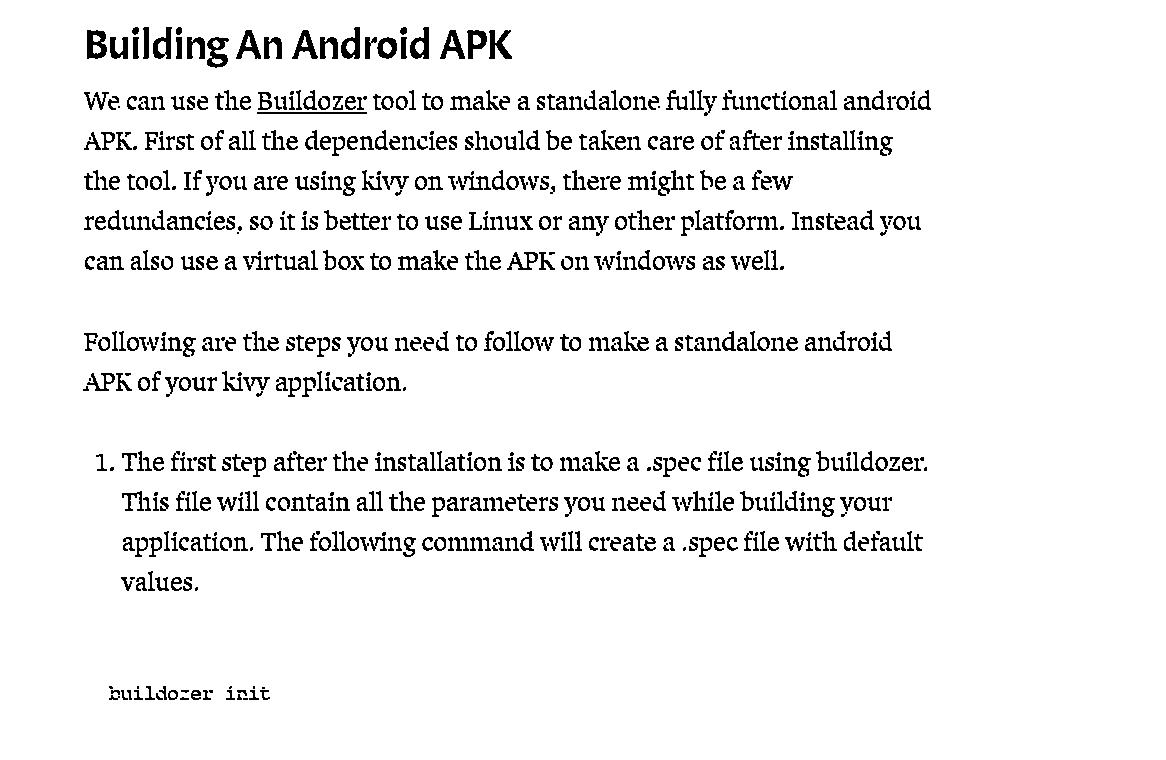 Building An Android APK
We can use the Buildozer tool to make a standalone fully functional android
APK. First of all the dependencies should be taken care of after installing
the tool. If you are using kivy on windows, there might be a few
redundancies, so it is better to use Linux or any other platform. Instead you
can also use a virtual box to make the APK on windows as well.
Following are the steps you need to follow to make a standalone android
APK of your kivy application.
1. The first step after the installation is to make a .spec file using buildozer.
This file will contain all the parameters you need while building your
application. The following command will create a .spec file with default
values.
buildozer init